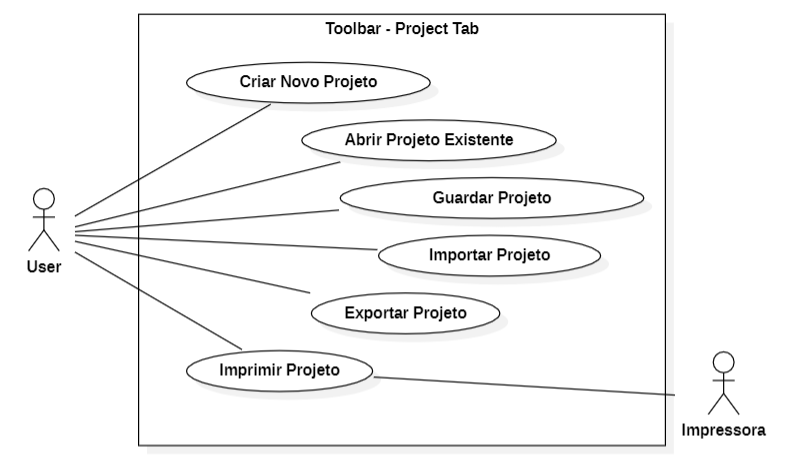 Toolbar - Project Tab
Criar Novo Projeto
Abrir Projeto Existente
Guardar Projeto
Importar Projeto
User
Exportar Projeto
Imprimir Projeto
Impressora